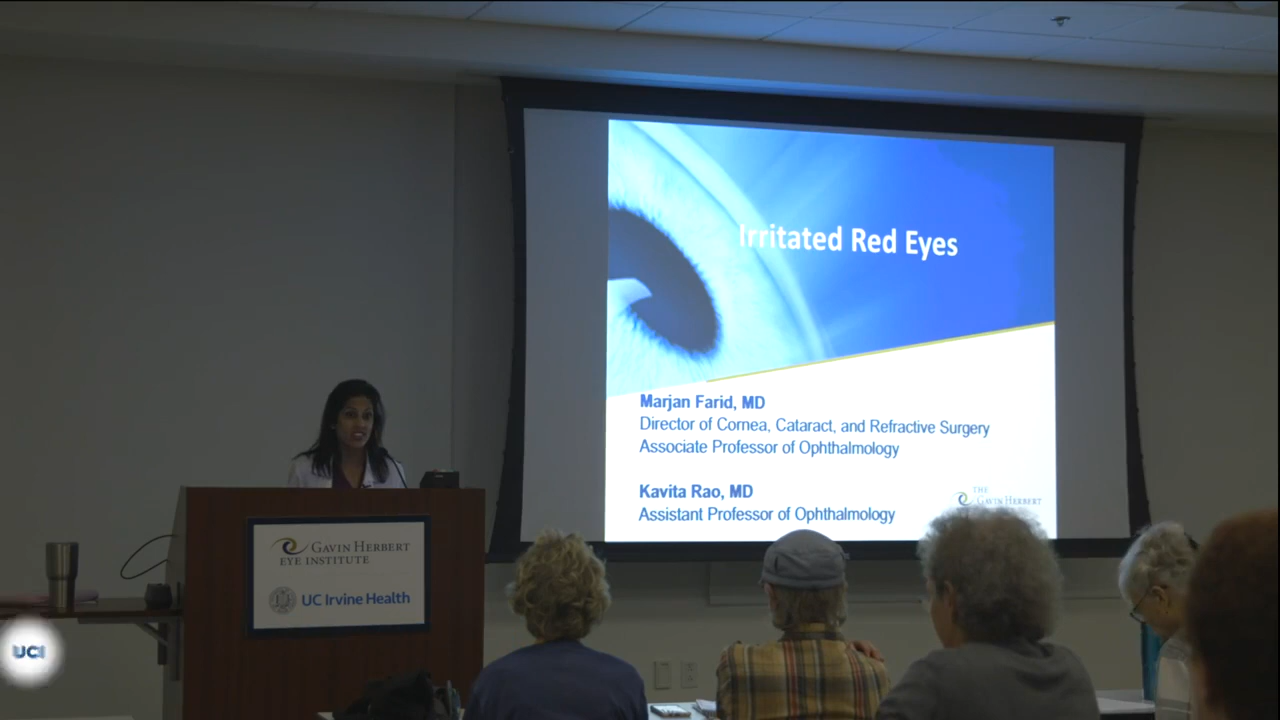 Irritated Red Eyes
Marjan Farid, MD
Director of Cornea, Cataract, and Refractive Surgery
Associate Professor of Ophthalmology
Kavita Rao, MD
Assistant Professor of Ophthalmology
THE
GAVIN HERBERT
GAVIN HERBERT
EYE INSTITUTE
UC Irvine Health
UCI